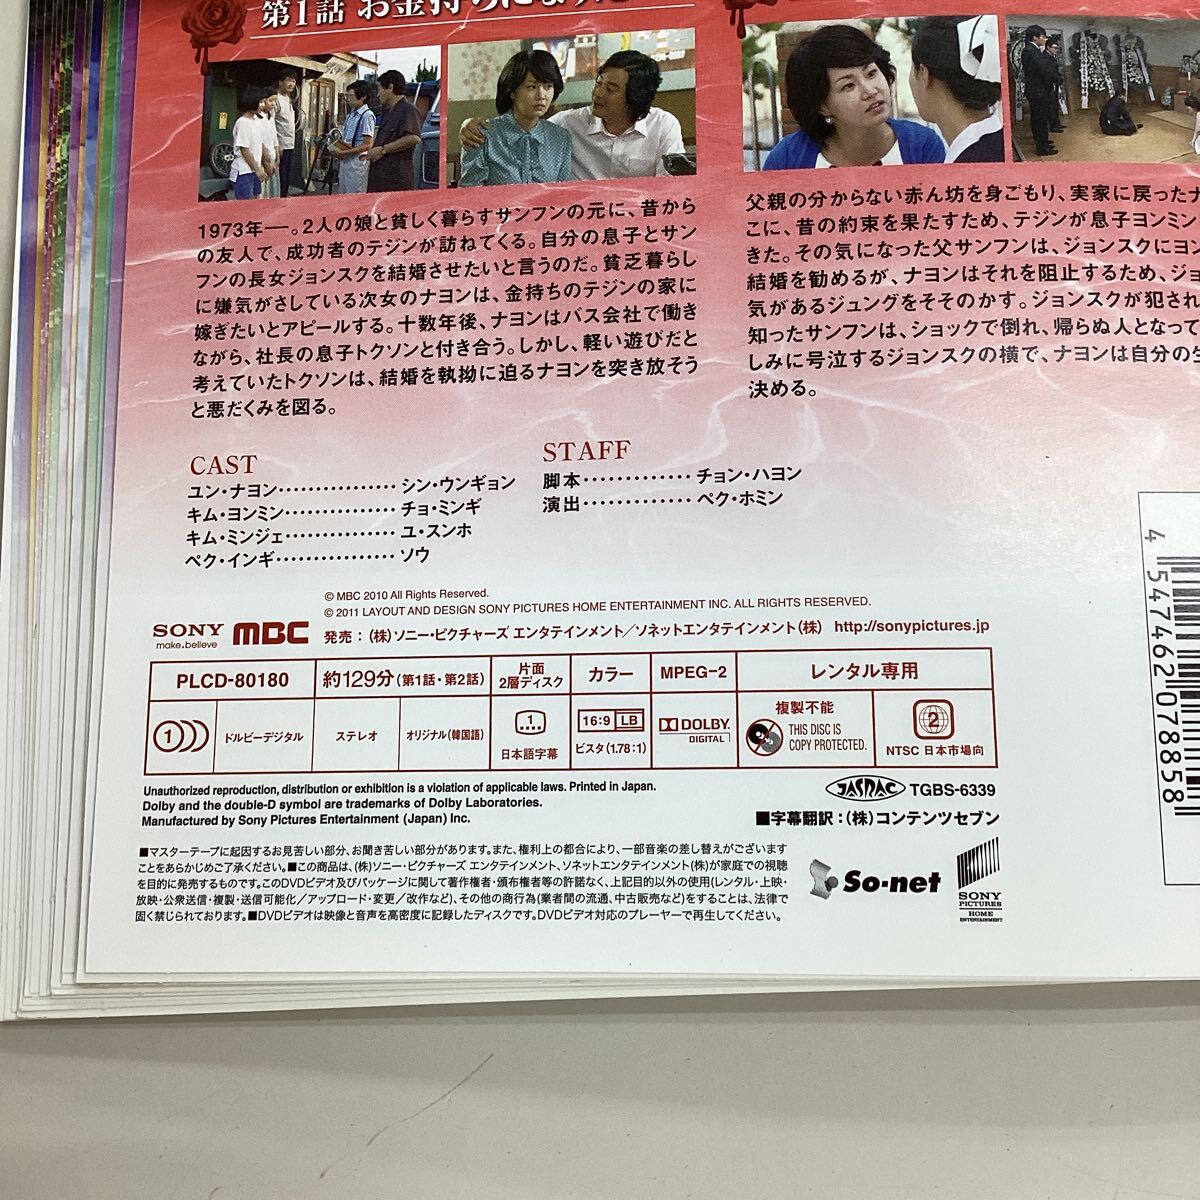 第1話 お金持ちになりた
1973年—。2人の娘と貧しく暮らすサンフンの元に、昔から
の友人で、成功者のテジンが訪ねてくる。自分の息子とサン
フンの長女ジョンスクを結婚させたいと言うのだ。貧乏暮らし
に嫌気がさしている次女のナヨンは、金持ちのテジンの家に
嫁ぎたいとアピールする。十数年後、ナヨンはバス会社で働き
ながら、社長の息子トクソンと付き合う。しかし、軽い遊びだと
考えていたトクソンは、結婚を執拗に迫るナヨンを突き放そう
と悪だくみを図る。
父親の分からない赤ん坊を身ごもり、実家に戻ったナ
こに、昔の約束を果たすため、テジンが息子ヨンミン
きた。その気になった父サンフンは、ジョンスクにヨン
結婚を勧めるが、ナヨンはそれを阻止するため、ジョ
気があるジュングをそそのかす。ジョンスクが犯され
知ったサンフンは、ショックで倒れ、帰らぬ人となって
しみに号泣するジョンスクの横で、ナヨンは自分の
決める。
CAST
ユン・ナヨン················シン・ウンギョン
キム・ヨンミン···············チョ・ミンギ
キム・ミンジェ···············ユ・スンホ
ペク・インギ················ソウ
STAFF
脚本·············チョン・ハヨン
演出·············ペク・ホミン
© MBC 2010 All Rights Reserved.
© 2011 LAYOUT AND DESIGN SONY PICTURES HOME ENTERTAINMENT INC. ALL RIGHTS RESERVED.
SONY
make.believe
MBC
発売：(株)ソニー・ピクチャーズ エンタテインメント／ソネットエンタテインメント(株) http://sonypictures.jp
PLCD-80180
約129分(第1話・第2話)
片面
2層ディスク
カラー
MPEG-2
レンタル専用
1
ドルビーデジタル
ステレオ
オリジナル(韓国語)
1
日本語字幕
16:9 LB
ビスタ(1.78:1)
DOLBY
DIGITAL
複製不能
THIS DISC IS
COPY PROTECTED.
2
NTSC 日本市場向
Unauthorized reproduction, distribution or exhibition is a violation of applicable laws. Printed in Japan.
Dolby and the double-D symbol are trademarks of Dolby Laboratories.
Manufactured by Sony Pictures Entertainment (Japan) Inc.
JASRAC TGBS-6339
■字幕翻訳：(株)コンテンツセブン
■マスターテープに起因するお見苦しい部分、お聞き苦しい部分があります。また、権利上の都合により、一部音楽の差し替えがございます
ことをあらかじめご了承ください。■この商品は、(株)ソニー・ピクチャーズ エンタテインメント、ソネットエンタテインメント(株)が家庭での視聴
を目的に発売するものです。このDVDビデオ及びパッケージに関して著作権者・頒布権者等の許諾なく、上記目的以外の使用(レンタル・上映・
放映・公衆送信・複製・送信可能化／アップロード・変更／改作など)、その他の商行為(業者間の流通、中古販売など)をすることは、法律で
固く禁じられております。■DVDビデオは映像と音声を高密度に記録したディスクです。DVDビデオ対応のプレーヤーで再生してください。
So-net
SONY
PICTURES
HOME
ENTERTAINMENT
4 547462 078858